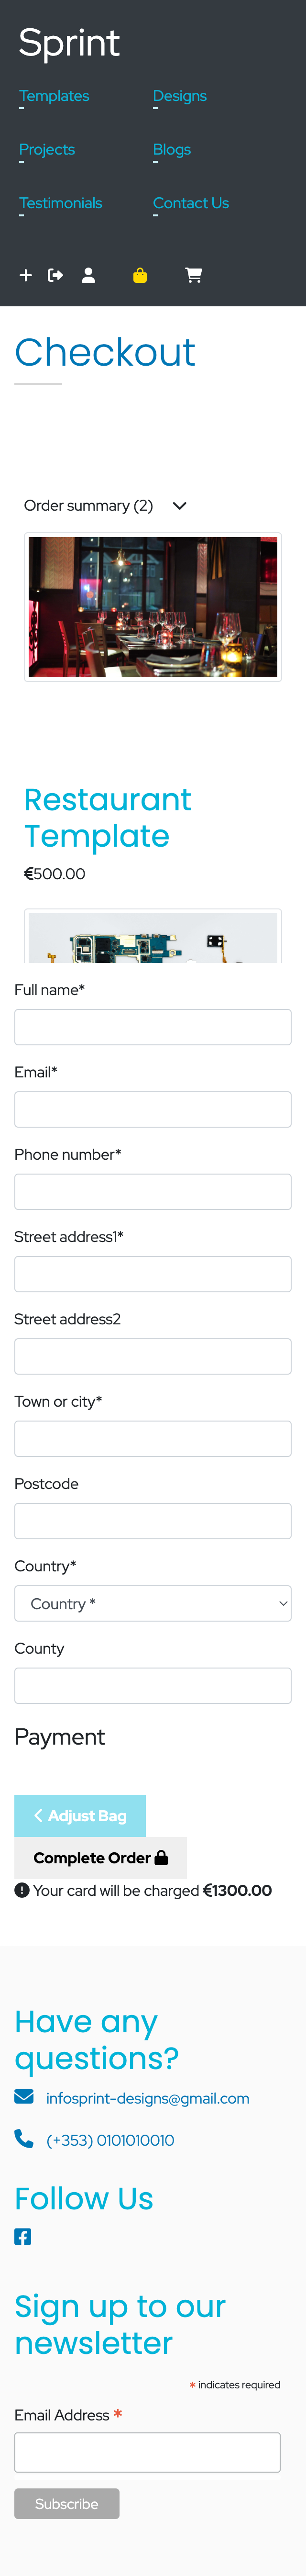 Sprint
Templates
Designs
Projects
Blogs
Testimonials
Contact Us
Checkout
Order summary (2)
Restaurant
Template
€500.00
Full name*
Email*
Phone number*
Street address1*
Street address2
Town or city*
Postcode
Country*
Country *
County
Payment
Adjust Bag
Complete Order
Your card will be charged €1300.00
Have any
questions?
infosprint-designs@gmail.com
(+353) 0101010010
Follow Us
Sign up to our
newsletter
* indicates required
Email Address *
Subscribe